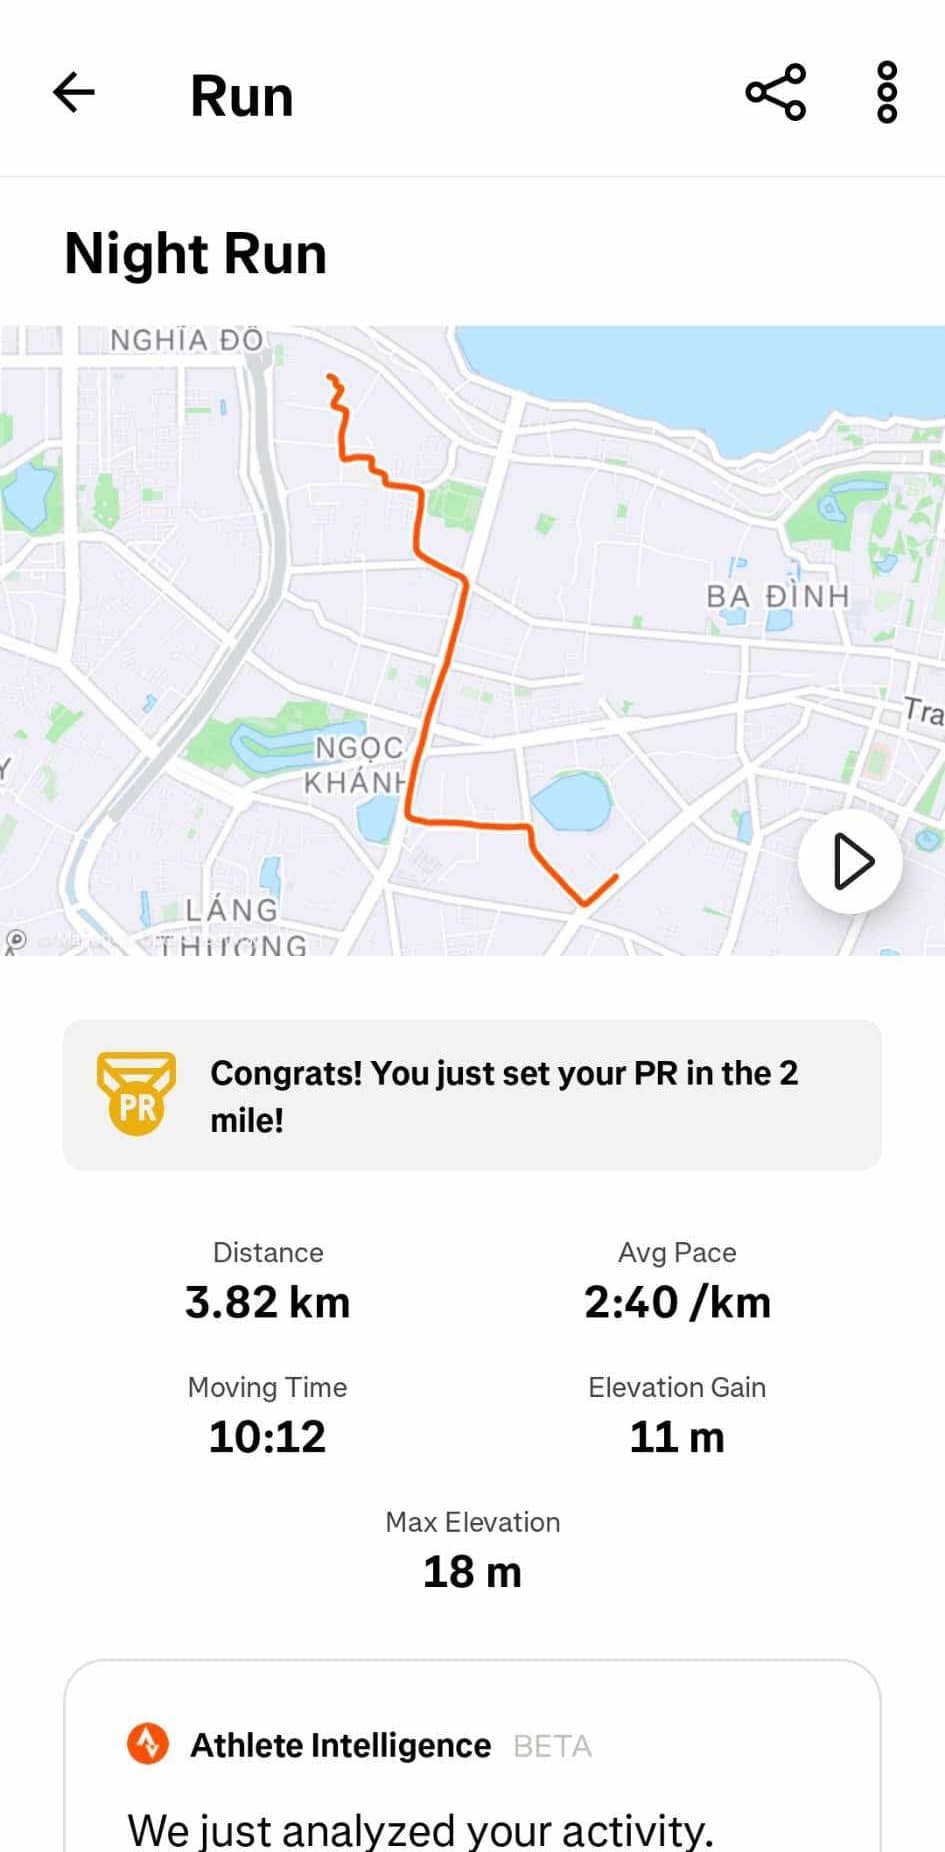 Run
Night Run
NGHĨA ĐÔ
BA ĐÌNH
Tra
NGỌC
KHÁNH
Y
LÁNG
THƯỢNG
PR
Congrats! You just set your PR in the 2
mile!
Distance
Avg Pace
3.82 km
2:40 /km
Moving Time
Elevation Gain
10:12
11 m
Max Elevation
18 m
Athlete Intelligence BETA
We just analyzed your activity.